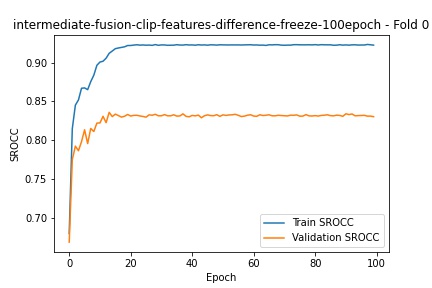 intermediate-fusion-clip-features-difference-freeze-100epoch - Fold 0
SROCC
0.90
0.85
0.80
0.75
0.70
Train SROCC
Validation SROCC
0 20 40 60 80 100
Epoch